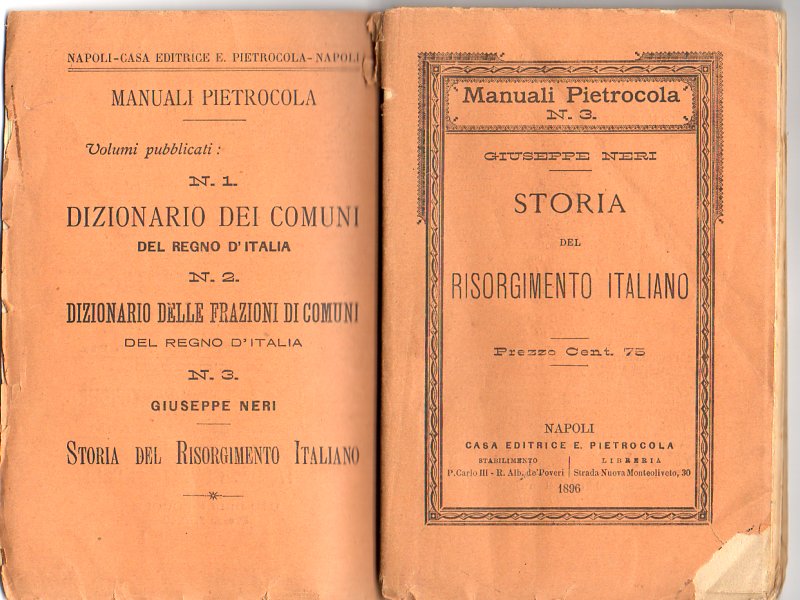 NAPOLI-CASA EDITRICE E. PIETROCOLA-NAPOLI
MANUALI PIETROCOLA
Volumi pubblicati :
N. 1.
DIZIONARIO DEI COMUNI
DEL REGNO D'ITALIA
N. 2.
DIZIONARIO DELLE FRAZIONI DI COMUNI
DEL REGNO D'ITALIA
N. 3.
GIUSEPPE NERI
STORIA DEL RISORGIMENTO ITALIANO
Manuali Pietrocola
N. 3.
GIUSEPPE NERI
STORIA
DEL
RISORGIMENTO ITALIANO
Prezzo Cent. 75
NAPOLI
CASA EDITRICE E. PIETROCOLA
STABILIMENTO
P. Carlo III - R. Alb. de' Poveri
LIBRERIA
Strada Nuova Monteoliveto, 30
1896